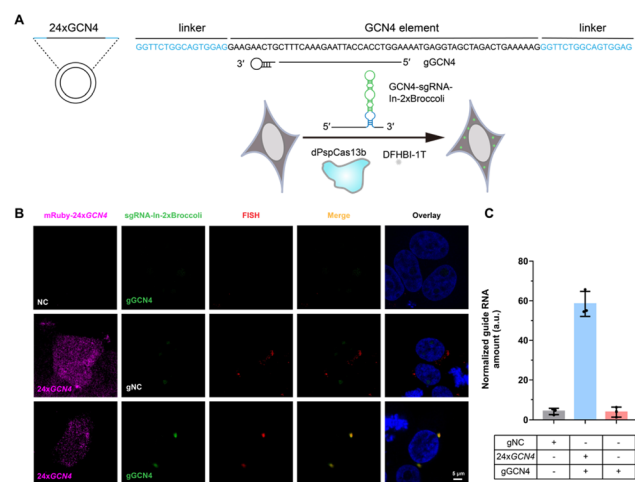 A
24xGCN4
linker
GCN4 element
linker
GGTTCTGGCAGTGGAGGAAGAACTGCTTTCAAAGAATTACCACCTGGAAAATGAGGTAGCTAGACTGAAAAAGGGTTCTGGCAGTGGAG
3′
5′
gGCN4
GCN4-sgRNA-
In-2xBroccoli
5′
3′
dPspCas13b
DFHBI-1T
B
mRuby-24xGCN4
sgRNA-In-2xBroccoli
FISH
Merge
Overlay
NC
gGCN4
24xGCN4
gNC
24xGCN4
gGCN4
5 μm
C
Normalized guide RNA
amount (a.u.)
80
60
40
20
0
gNC + - -
24xGCN4 - + -
gGCN4 - + +